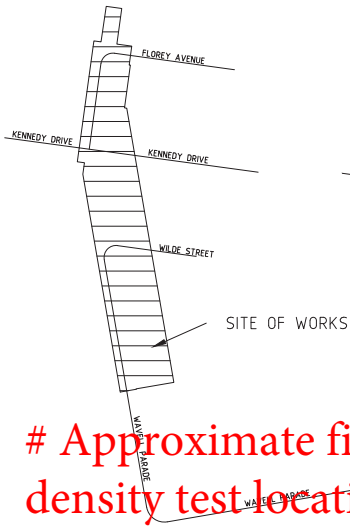 FLOREY AVENUE
KENNEDY DRIVE
KENNEDY DRIVE
WILDE STREET
SITE OF WORKS
WAVELL PARADE
# Approximate fi
density test locati
WAVELL PARADE